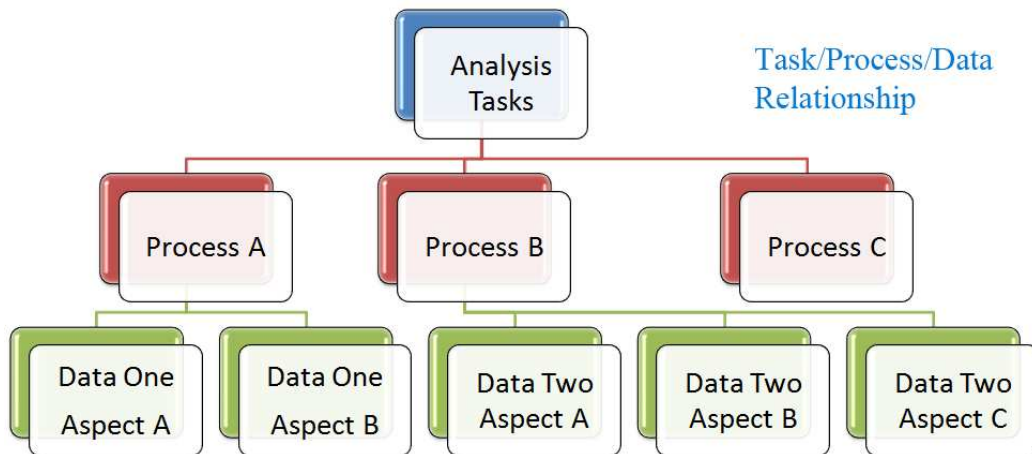 Analysis
Tasks
Task/Process/Data
Relationship
Process A
Process B
Process C
Data One
Aspect A
Data One
Aspect B
Data Two
Aspect A
Data Two
Aspect B
Data Two
Aspect C